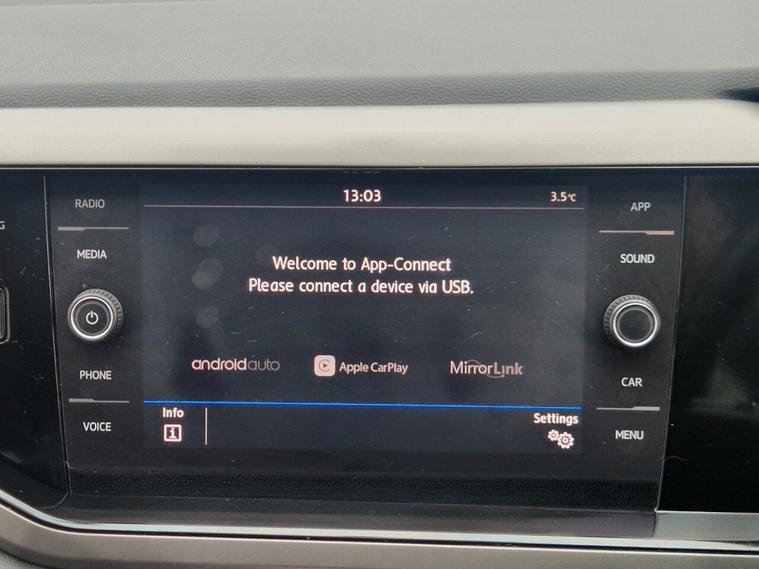 13:03
3.5°C
RADIO
MEDIA
PHONE
VOICE
APP
SOUND
CAR
MENU
Welcome to App-Connect
Please connect a device via USB.
androidauto
Apple CarPlay
MirrorLink
Info
i
Settings
G